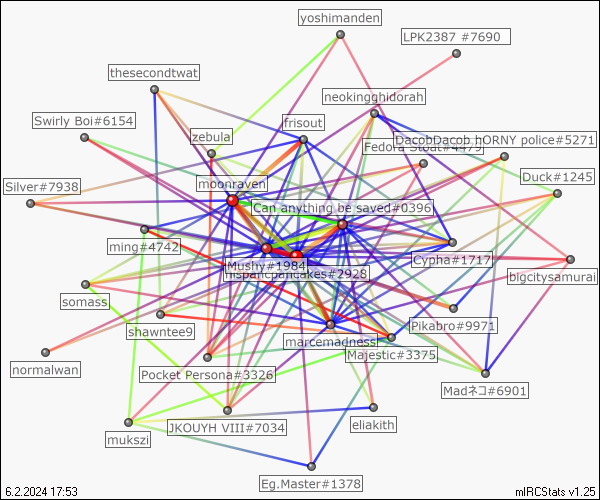 yoshimanden
LPK2387 #7690
thesecondtwat
neokingghidorah
Swirly Boi#6154
frisout
zebula
DacobDacob hORNY police#5271
Fedora Stoat#4479
Duck#1245
moonraven
Silver#7938
Can anything be saved#0396
ming#4742
Cypha#1717
Mushy#1984
hispanicpancakes#2928
bigcitysamurai
somass
shawntee9
Pikabro#9971
marcemadness
Majestic#3375
normalwan
Pocket Persona#3326
Madネコ#6901
mukszi
JKOUYH VIII#7034
eliakith
Eg.Master#1378
6.2.2024 17:53
mIRCStats v1.25